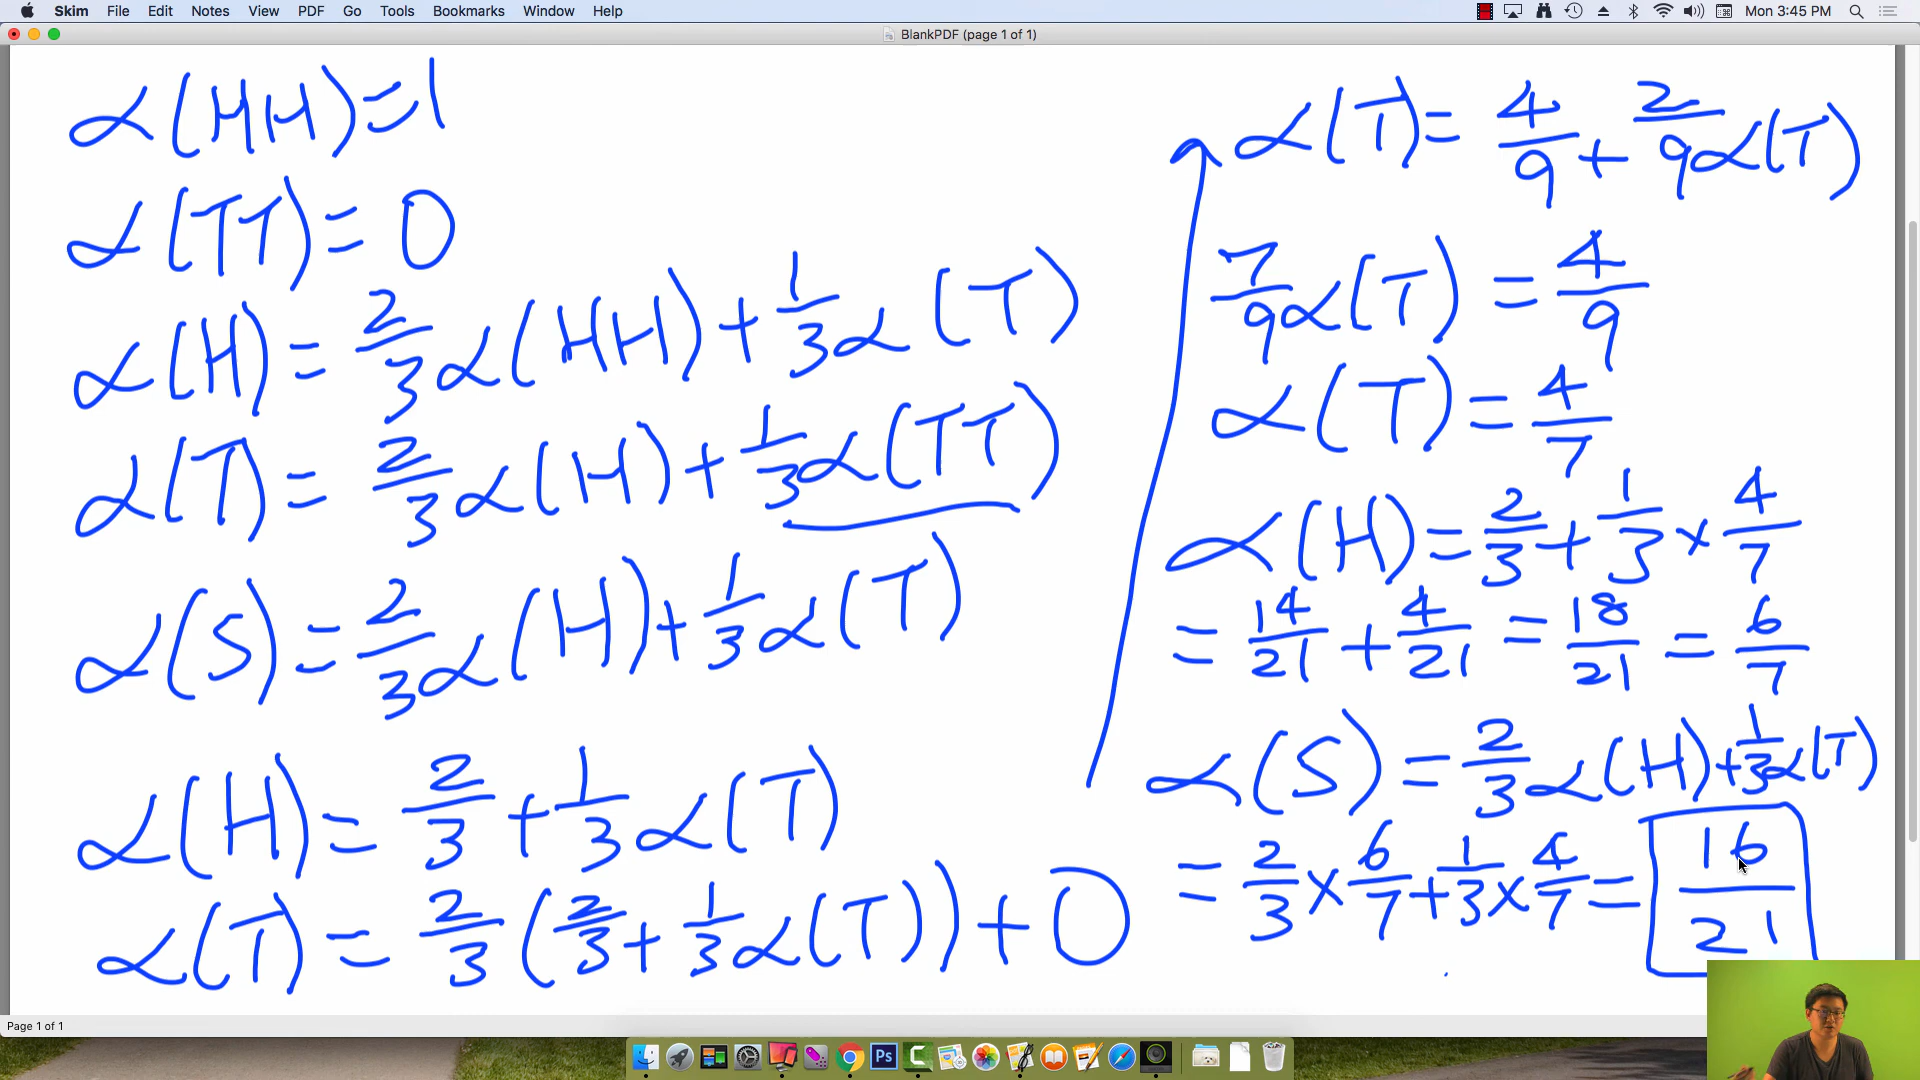 Skim File Edit Notes View PDF Go Tools Bookmarks Window Help Mon 3:45 PM
BlankPDF (page 1 of 1)
α(HH)=1
α(TT)=0
α(H)=2/3α(HH)+1/3α(T)
α(T)=2/3α(H)+1/3α(TT)
α(S)=2/3α(H)+1/3α(T)
α(H)=2/3+1/3α(T)
α(T)=2/3(2/3+1/3α(T))+0
α(T)=4/9+2/9α(T)
7/9α(T)=4/9
α(T)=4/7
α(H)=2/3+1/3×4/7
=14/21+4/21=18/21=6/7
α(S)=2/3α(H)+1/3α(T)
=2/3×6/7+1/3×4/7=16/21
Page 1 of 1
Ps